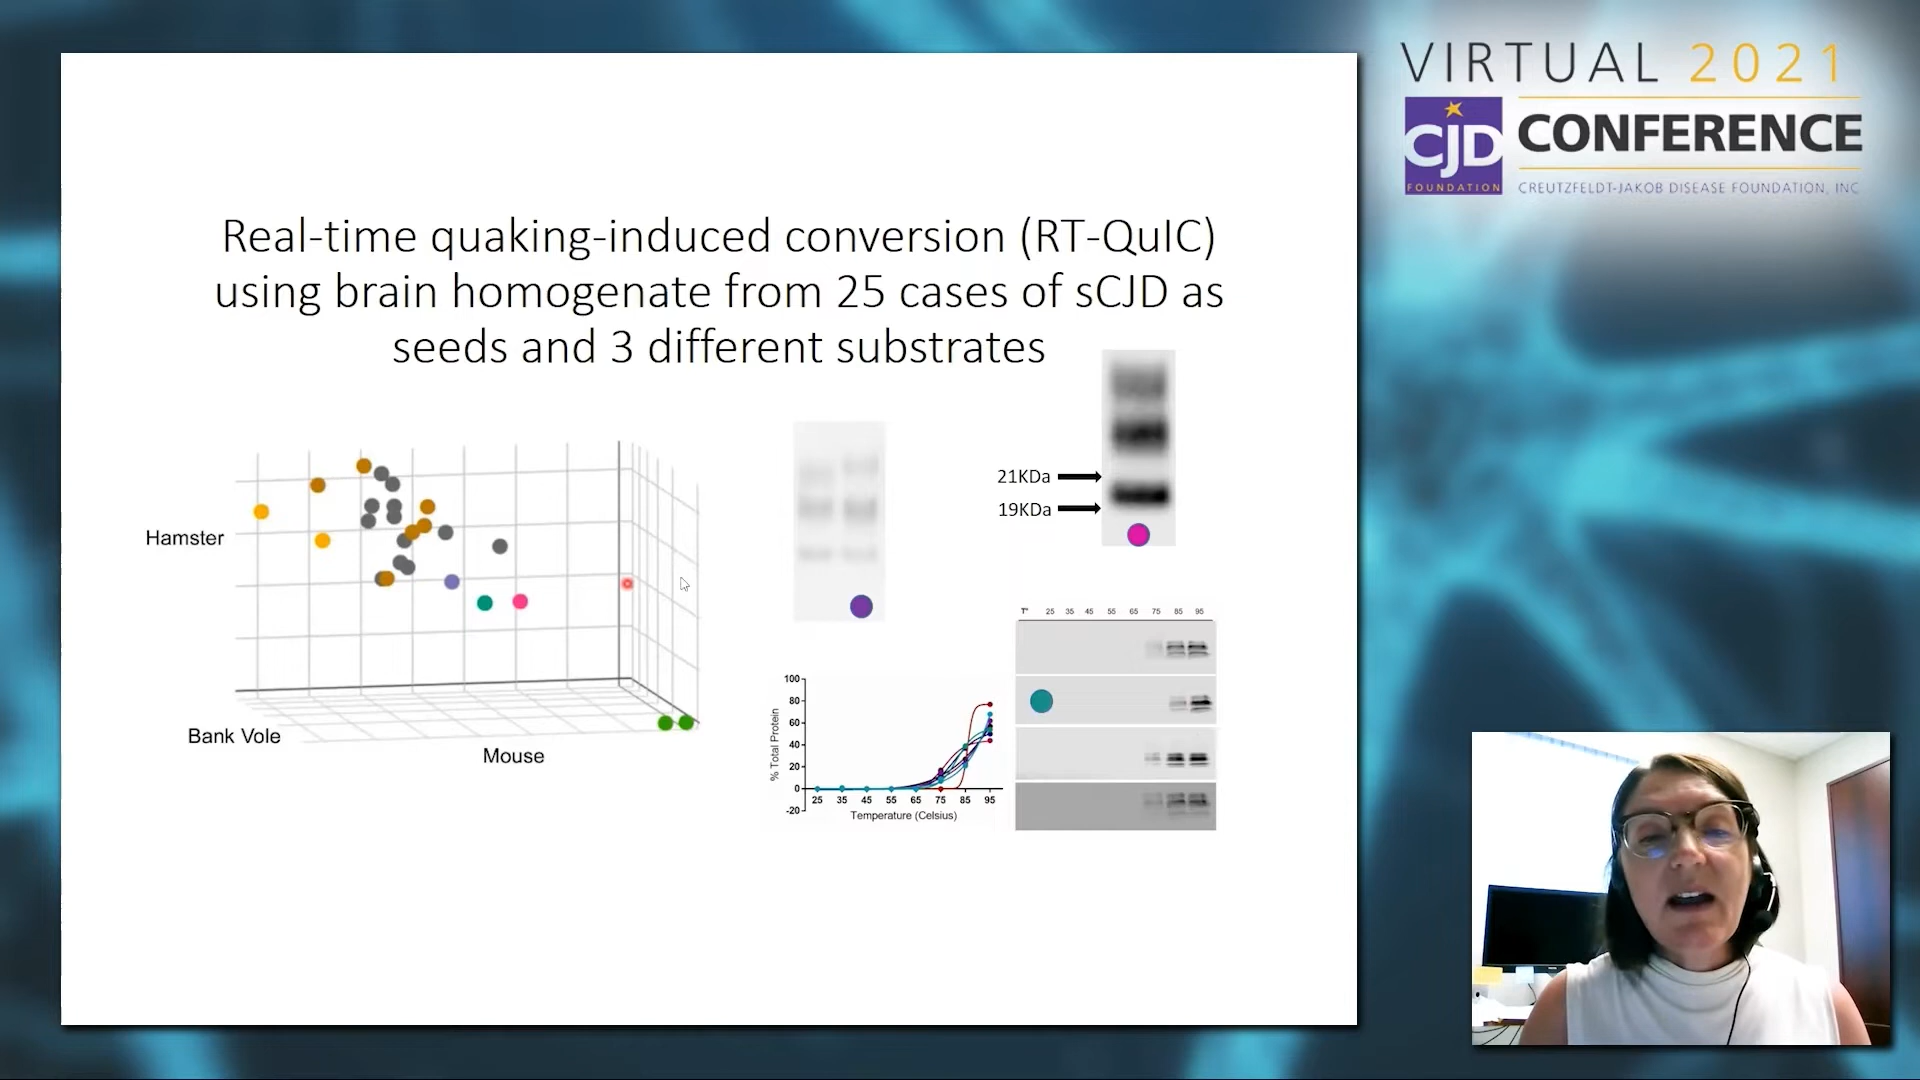 VIRTUAL 2021
CJD
FOUNDATION
CONFERENCE
CREUTZFELDT-JAKOB DISEASE FOUNDATION, INC
Real-time quaking-induced conversion (RT-QuIC)
using brain homogenate from 25 cases of sCJD as
seeds and 3 different substrates
Hamster
Bank Vole
Mouse
21KDa
19KDa
T° 25 35 45 55 65 75 85 95
% Total Protein
100
80
60
40
20
0
-20
25 35 45 55 65 75 85 95
Temperature (Celsius)